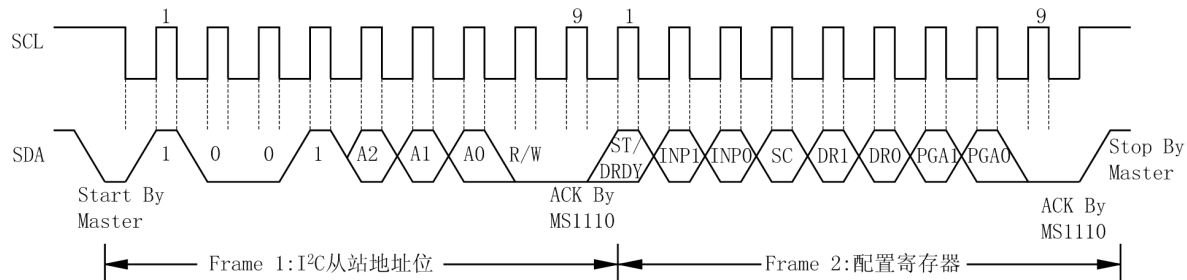 1 9 1 9
SCL
SDA 1 0 0 1 A2 A1 A0 R/W ST/ INP1 INP0 SC DR1 DR0 PGA1 PGA0 Stop By
DRDY Master
Start By ACK By ACK By
Master MS1110 MS1110
Frame 1:I²C从站地址位 Frame 2:配置寄存器